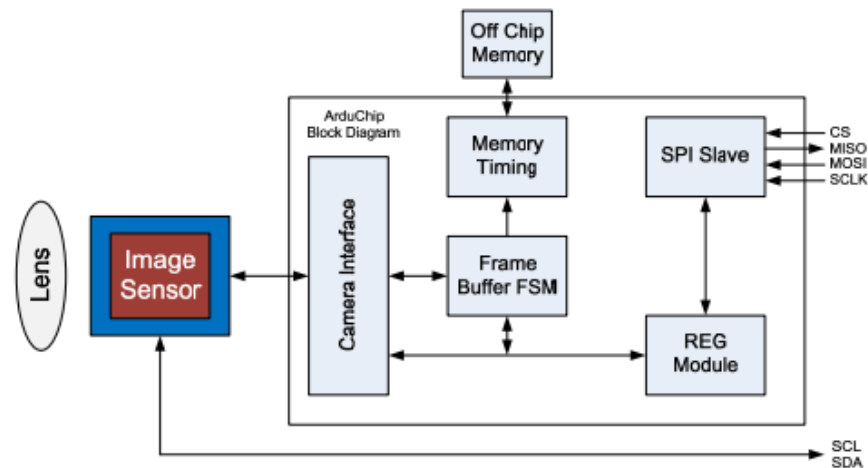 Off Chip
Memory
ArduChip
Block Diagram
Memory
Timing
SPI Slave
CS
MISO
MOSI
SCLK
Lens
Image
Sensor
Camera Interface
Frame
Buffer FSM
REG
Module
SCL
SDA